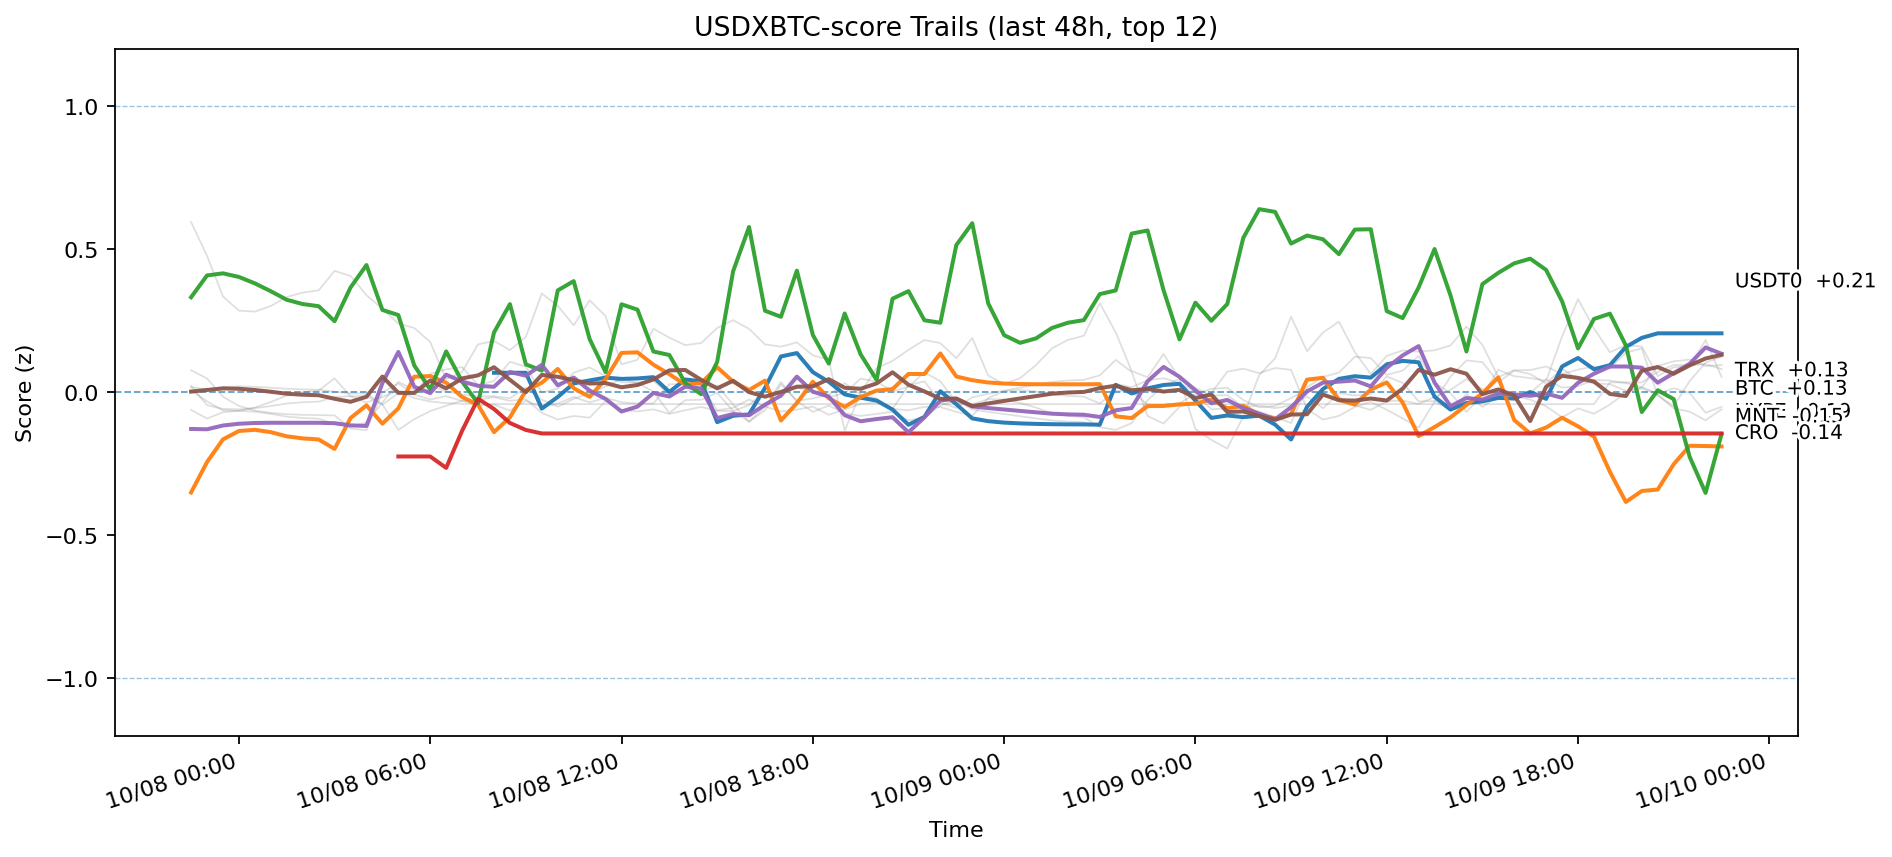 USDXBTC-score Trails (last 48h, top 12)
Score (z)
1.0
0.5
0.0
−0.5
−1.0
USDT0 +0.21
TRX +0.13
BTC +0.13
MNT -0.15
CRO -0.14
10/08 00:00
10/08 06:00
10/08 12:00
10/08 18:00
10/09 00:00
10/09 06:00
10/09 12:00
10/09 18:00
10/10 00:00
Time